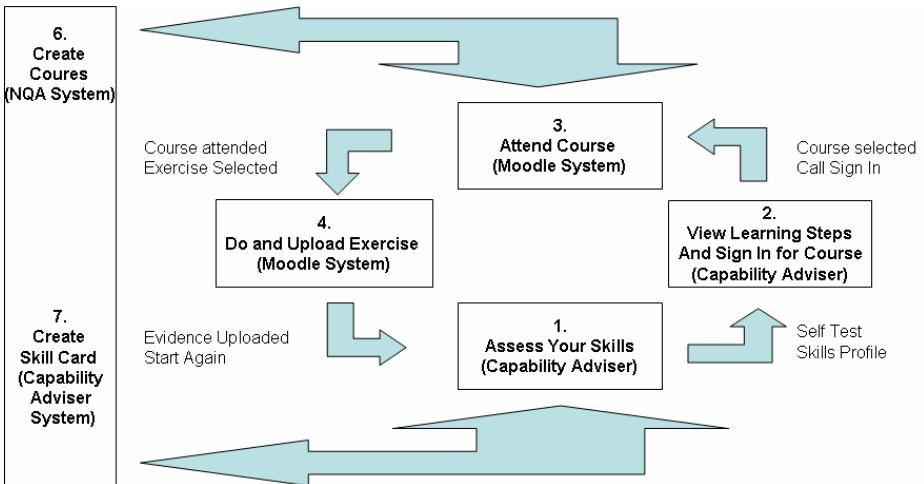 6.
Create
Coures
(NQA System)
7.
Create
Skill Card
(Capability
Adviser
System)
3.
Attend Course
(Moodle System)
Course attended
Exercise Selected
Course selected
Call Sign In
4.
Do and Upload Exercise
(Moodle System)
2.
View Learning Steps
And Sign In for Course
(Capability Adviser)
Evidence Uploaded
Start Again
1.
Assess Your Skills
(Capability Adviser)
Self Test
Skills Profile